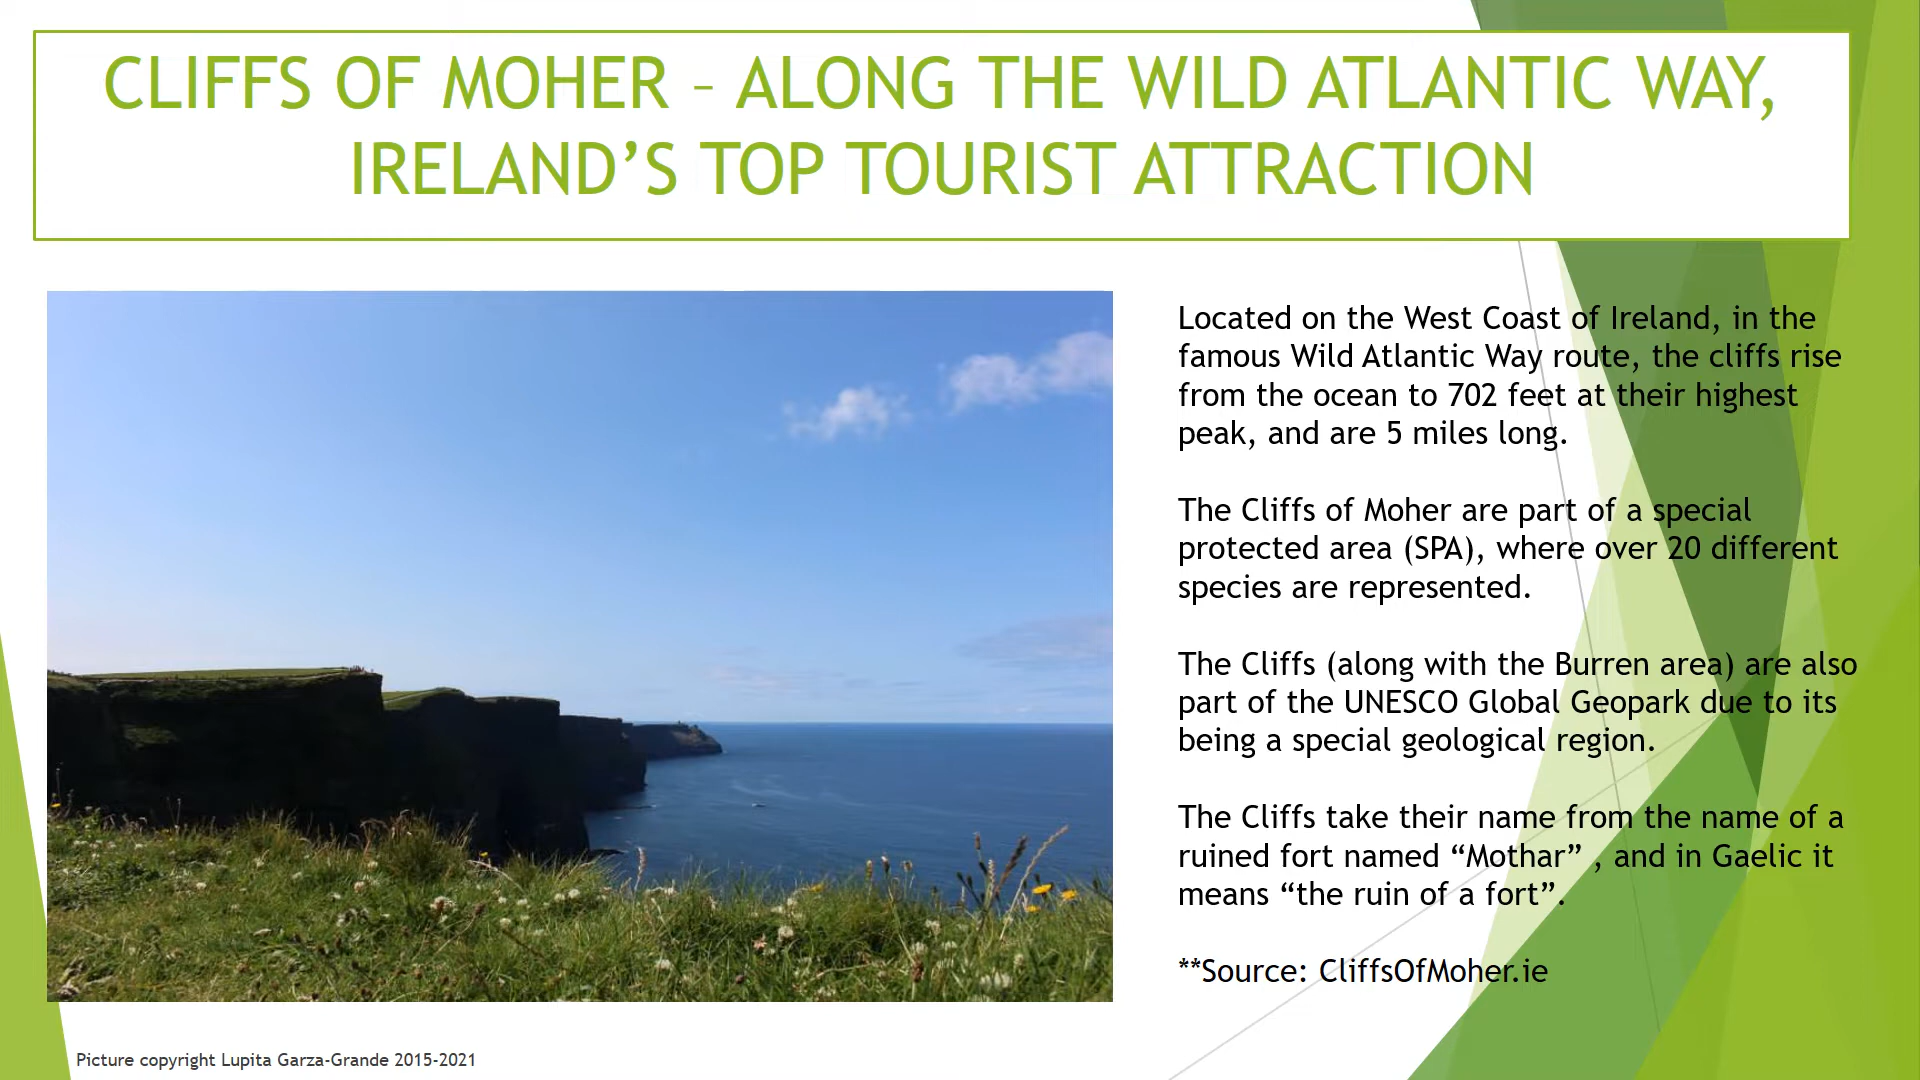 CLIFFS OF MOHER – ALONG THE WILD ATLANTIC WAY,
IRELAND’S TOP TOURIST ATTRACTION
Located on the West Coast of Ireland, in the
famous Wild Atlantic Way route, the cliffs rise
from the ocean to 702 feet at their highest
peak, and are 5 miles long.
The Cliffs of Moher are part of a special
protected area (SPA), where over 20 different
species are represented.
The Cliffs (along with the Burren area) are also
part of the UNESCO Global Geopark due to its
being a special geological region.
The Cliffs take their name from the name of a
ruined fort named “Mothar” , and in Gaelic it
means “the ruin of a fort”.
**Source: CliffsOfMoher.ie
Picture copyright Lupita Garza-Grande 2015-2021